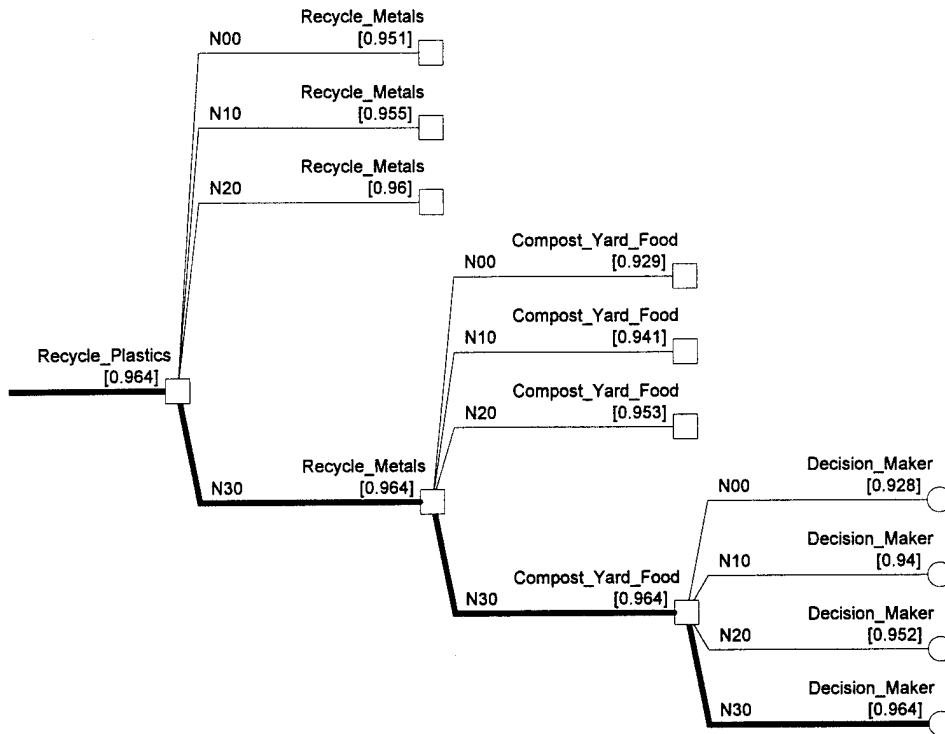 Recycle_Metals
N00 [0.951]
Recycle_Metals
N10 [0.955]
Recycle_Metals
N20 [0.96]
Compost_Yard_Food
N00 [0.929]
Compost_Yard_Food
N10 [0.941]
Recycle_Plastics
[0.964]
Compost_Yard_Food
N20 [0.953]
Recycle_Metals
N30 [0.964]
Decision_Maker
N00 [0.928]
Decision_Maker
N10 [0.94]
Compost_Yard_Food
N30 [0.964]
Decision_Maker
N20 [0.952]
Decision_Maker
N30 [0.964]